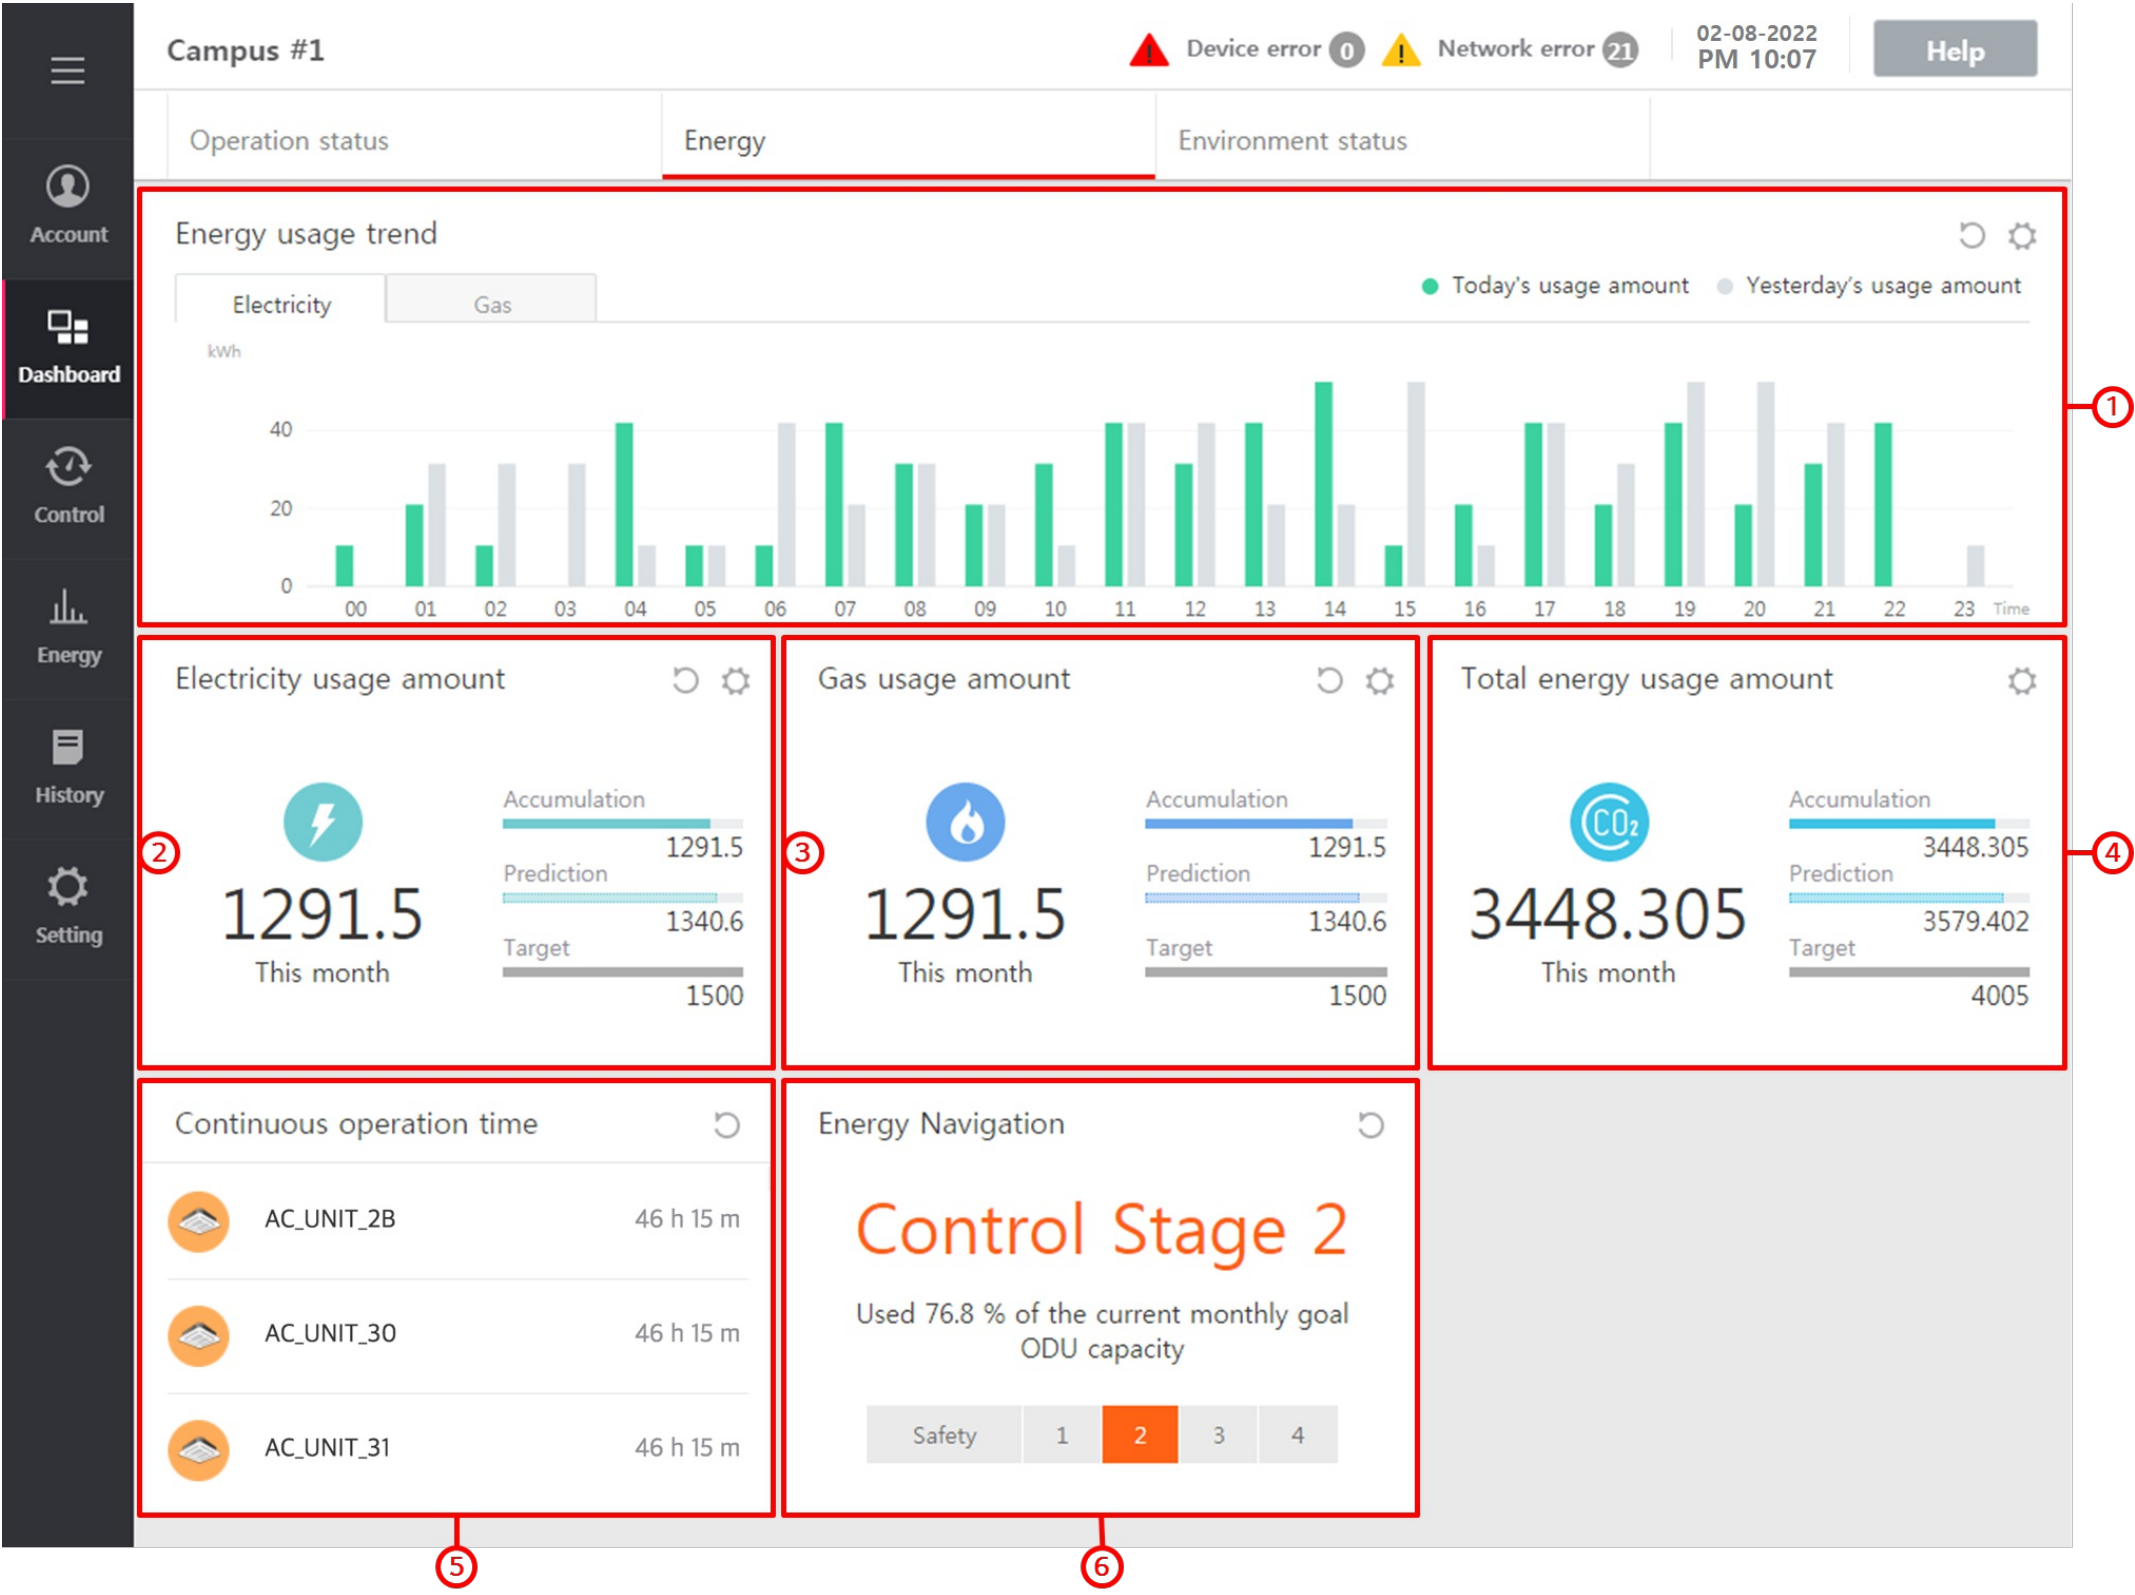 Campus #1
Device error 0
Network error 21
02-08-2022
PM 10:07
Help
Account
Dashboard
Control
Energy
History
Setting
Operation status
Energy
Environment status
Energy usage trend
Electricity
Gas
Today's usage amount
Yesterday's usage amount
kWh
40
20
0
00 01 02 03 04 05 06 07 08 09 10 11 12 13 14 15 16 17 18 19 20 21 22 23 Time
1
Electricity usage amount
1291.5
This month
Accumulation
1291.5
Prediction
1340.6
Target
1500
2
Gas usage amount
1291.5
This month
Accumulation
1291.5
Prediction
1340.6
Target
1500
3
Total energy usage amount
CO2
3448.305
This month
Accumulation
3448.305
Prediction
3579.402
Target
4005
4
Continuous operation time
AC_UNIT_2B 46 h 15 m
AC_UNIT_30 46 h 15 m
AC_UNIT_31 46 h 15 m
5
Energy Navigation
Control Stage 2
Used 76.8 % of the current monthly goal
ODU capacity
Safety 1 2 3 4
6